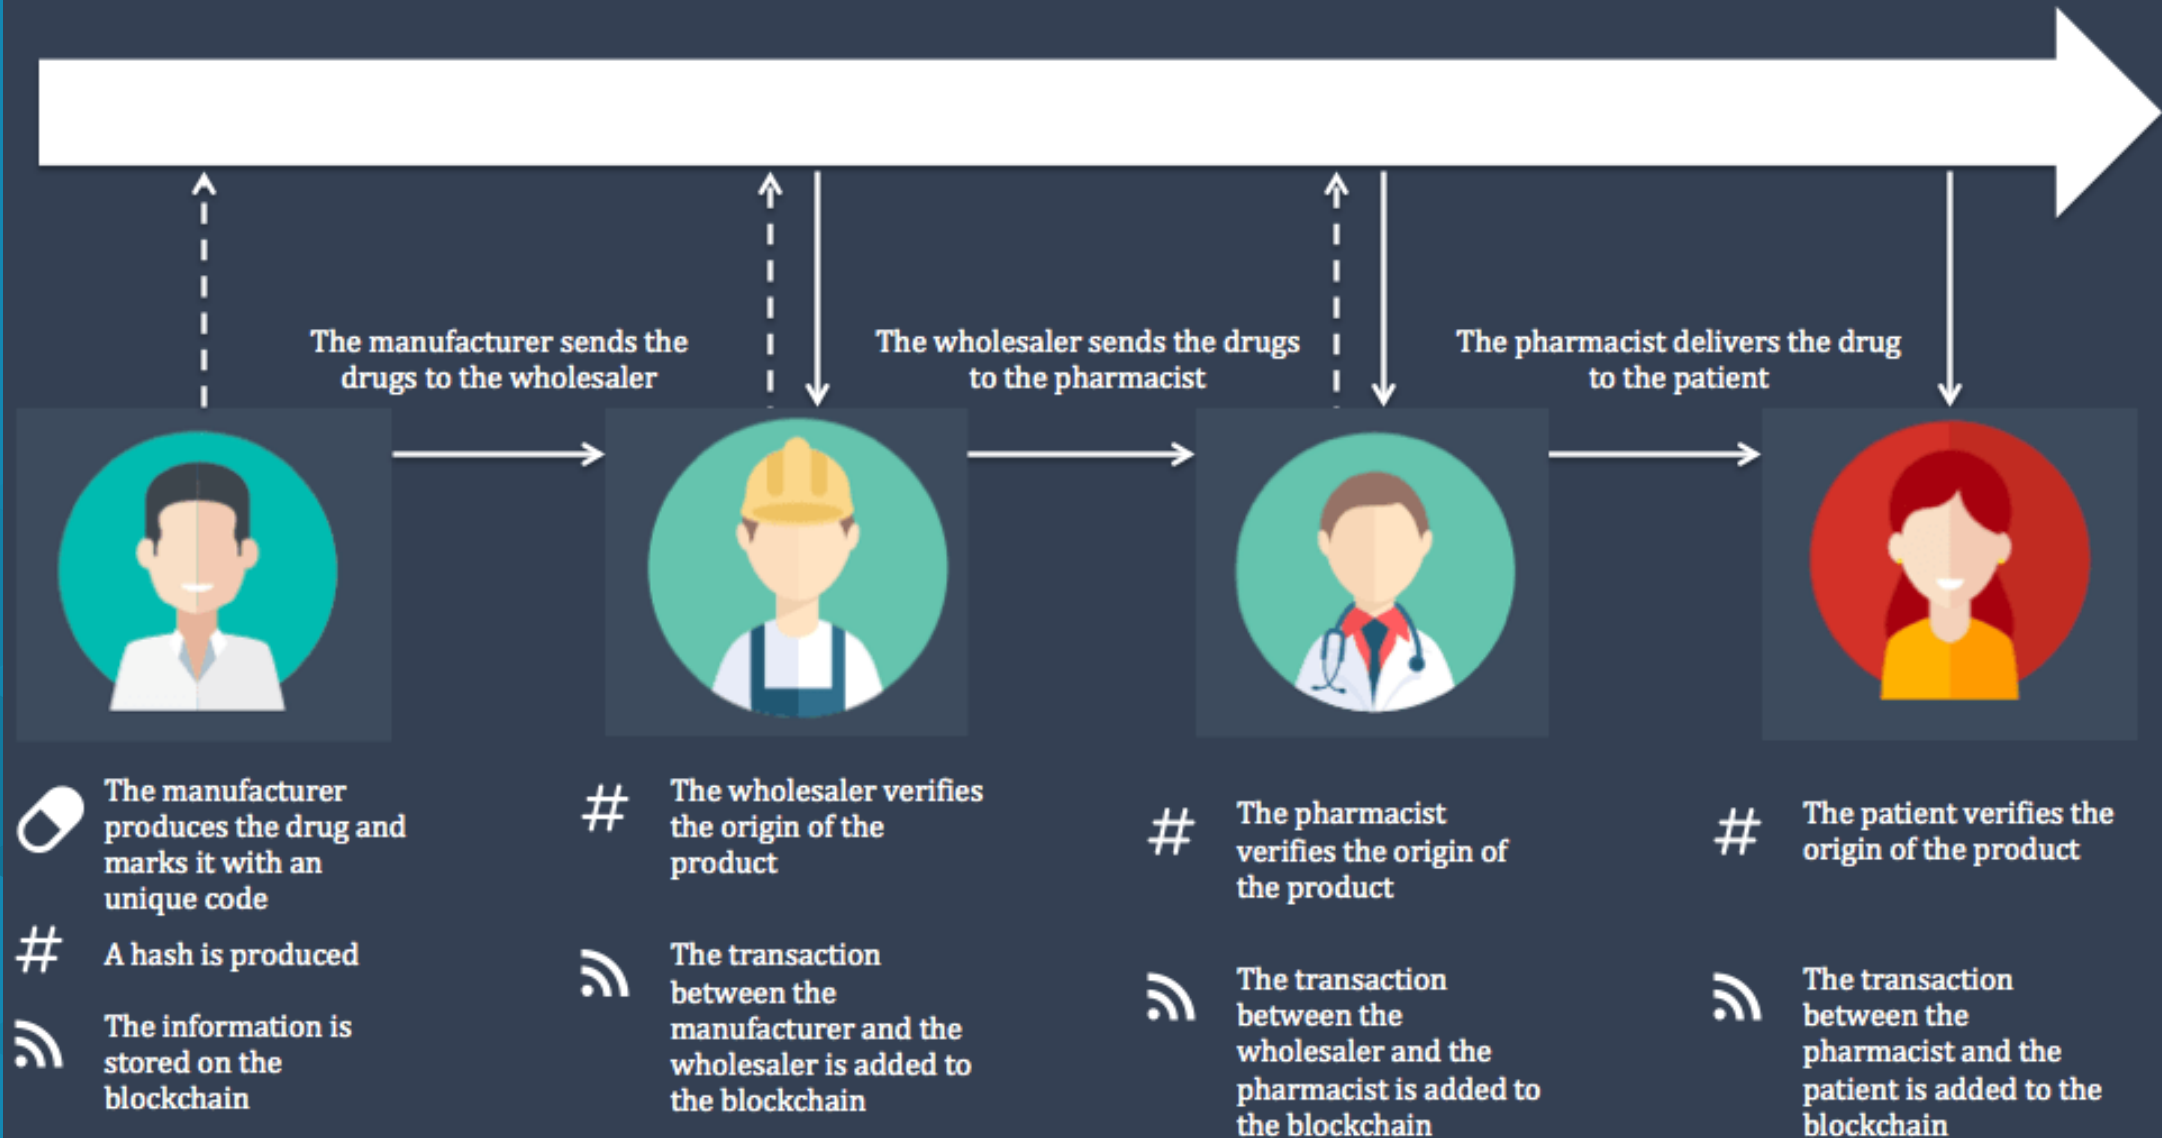 The manufacturer sends the
drugs to the wholesaler
The wholesaler sends the drugs
to the pharmacist
The pharmacist delivers the drug
to the patient
The manufacturer
produces the drug and
marks it with an
unique code
#
A hash is produced
The information is
stored on the
blockchain
#
The wholesaler verifies
the origin of the
product
The transaction
between the
manufacturer and the
wholesaler is added to
the blockchain
#
The pharmacist
verifies the origin of
the product
The transaction
between the
wholesaler and the
pharmacist is added to
the blockchain
#
The patient verifies the
origin of the product
The transaction
between the
pharmacist and the
patient is added to the
blockchain